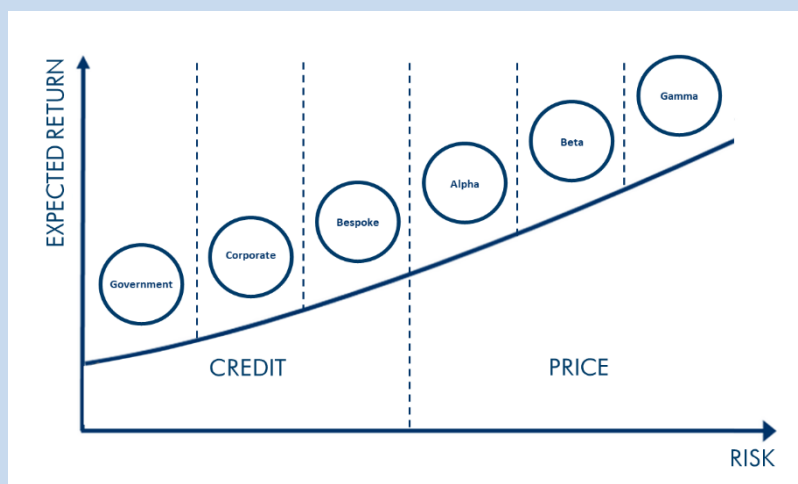 EXPECTED RETURN
Government
Corporate
Bespoke
Alpha
Beta
Gamma
CREDIT
PRICE
RISK